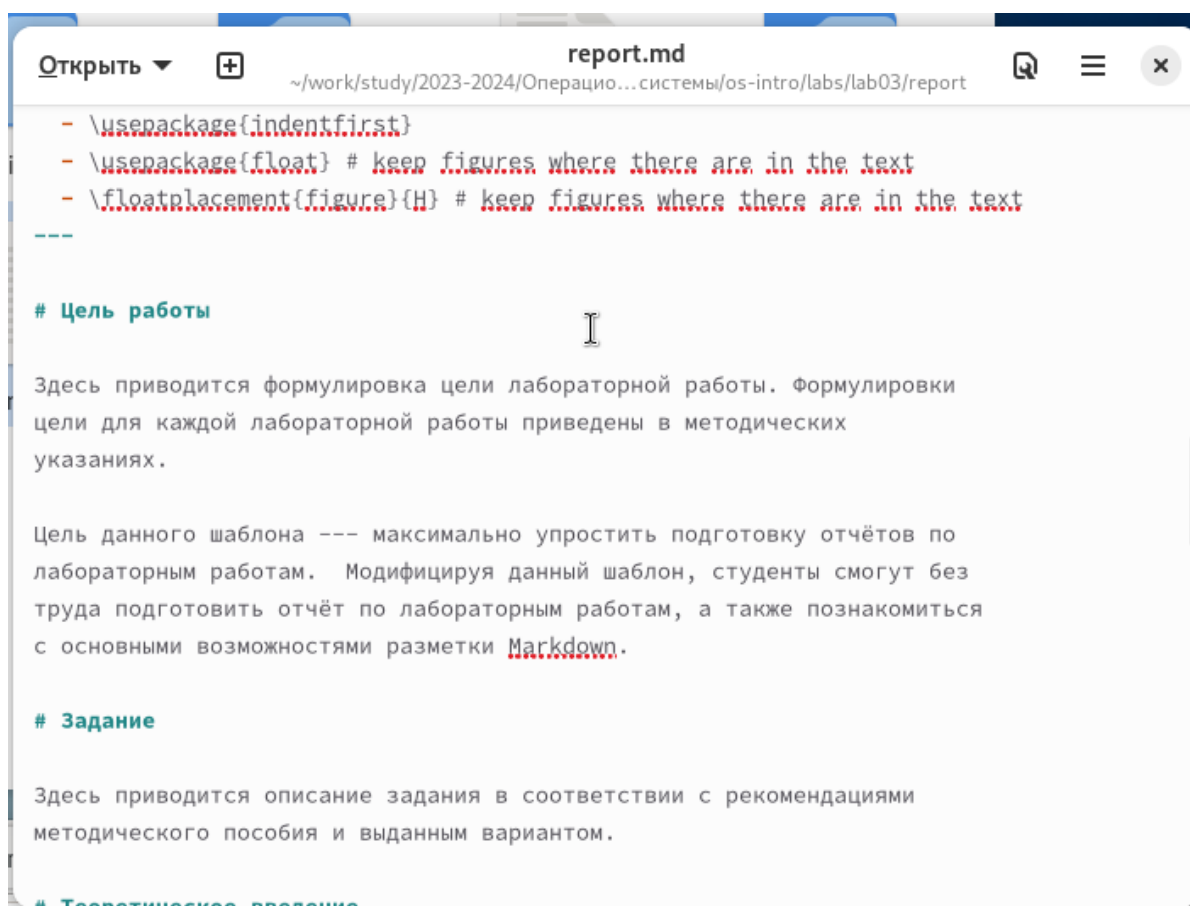 Открыть
report.md
~/work/study/2023-2024/Операцио…системы/os-intro/labs/lab03/report
- \usepackage{indentfirst}
- \usepackage{float} # keep figures where there are in the text
- \floatplacement{figure}{H} # keep figures where there are in the text
---
# Цель работы
Здесь приводится формулировка цели лабораторной работы. Формулировки
цели для каждой лабораторной работы приведены в методических
указаниях.
Цель данного шаблона --- максимально упростить подготовку отчётов по
лабораторным работам.  Модифицируя данный шаблон, студенты смогут без
труда подготовить отчёт по лабораторным работам, а также познакомиться
с основными возможностями разметки Markdown.
# Задание
Здесь приводится описание задания в соответствии с рекомендациями
методического пособия и выданным вариантом.
# Теоретическое введение